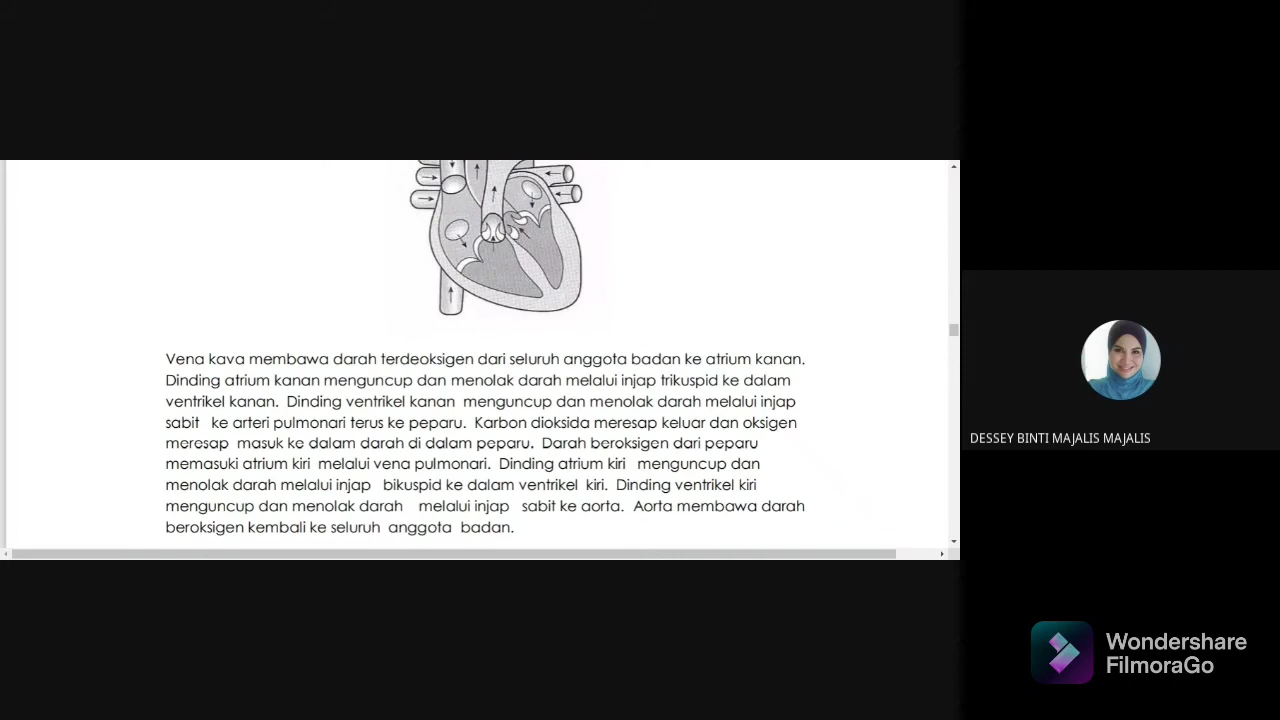 Vena kava membawa darah terdeoksigen dari seluruh anggota badan ke atrium kanan.
Dinding atrium kanan menguncup dan menolak darah melalui injap trikuspid ke dalam
ventrikel kanan. Dinding ventrikel kanan menguncup dan menolak darah melalui injap
sabit ke arteri pulmonari terus ke peparu. Karbon dioksida meresap keluar dan oksigen
meresap masuk ke dalam darah di dalam peparu. Darah beroksigen dari peparu
memasuki atrium kiri melalui vena pulmonari. Dinding atrium kiri menguncup dan
menolak darah melalui injap bikuspid ke dalam ventrikel kiri. Dinding ventrikel kiri
menguncup dan menolak darah melalui injap sabit ke aorta. Aorta membawa darah
beroksigen kembali ke seluruh anggota badan.
DESSEY BINTI MAJALIS MAJALIS
Wondershare
FilmoraGo